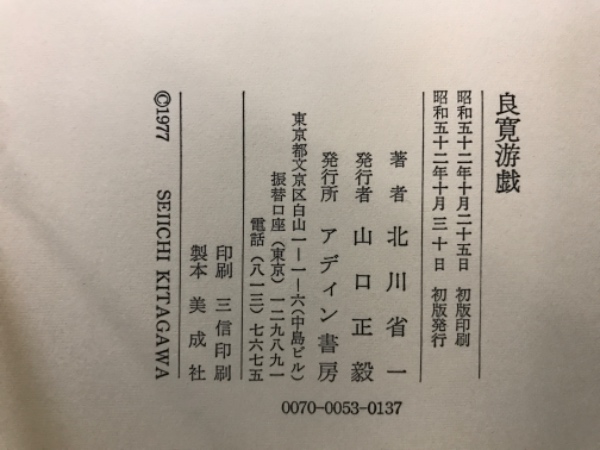 良寛游戯
昭和五十二年十月二十五日 初版印刷
昭和五十二年十月三十日 初版発行
著者 北川省一
発行者 山口正毅
発行所 アディン書房
東京都文京区白山一―一―六(中島ビル)
振替口座(東京)一二九八九一
電話(八一三)七六七五
印刷 三信印刷
製本 美成社
©1977 SEIICHI KITAGAWA
0070-0053-0137